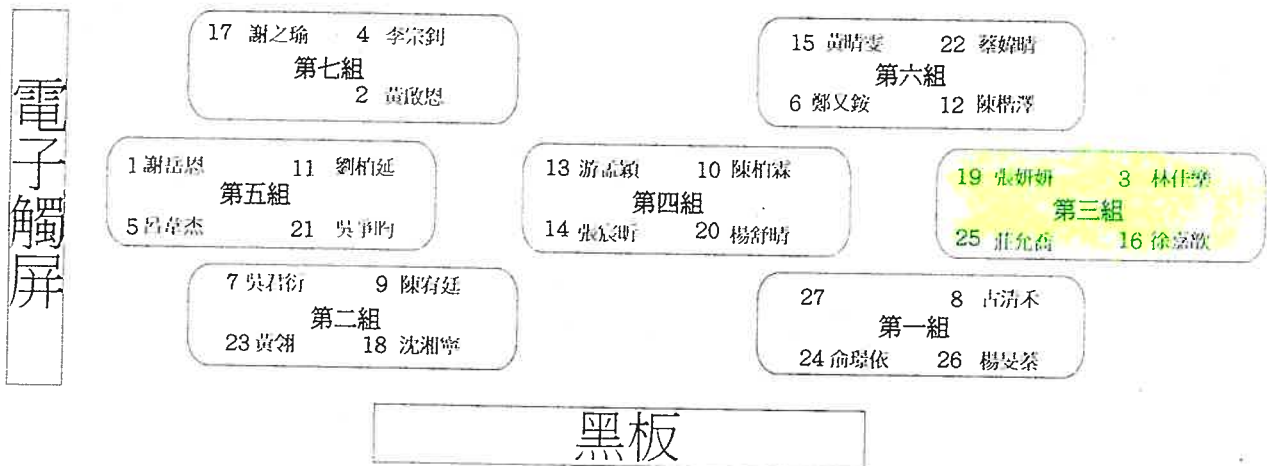 電子觸屏
17 謝之瑜 4 李宗釗
第七組
2 黃啟恩
15 黃晴雯 22 蔡媁晴
第六組
6 鄭又銨 12 陳楷澤
1 謝岳恩 11 劉柏延
第五組
5 呂韋杰 21 吳爭昀
13 游孟穎 10 陳柏霖
第四組
14 張宸昕 20 楊舒晴
19 張妍妍 3 林佳樂
第三組
25 莊允喬 16 徐嘉歆
7 吳君衍 9 陳宥廷
第二組
23 黃翎 18 沈湘寧
27 8 古清禾
第一組
24 俞璟依 26 楊旻蓁
黑板